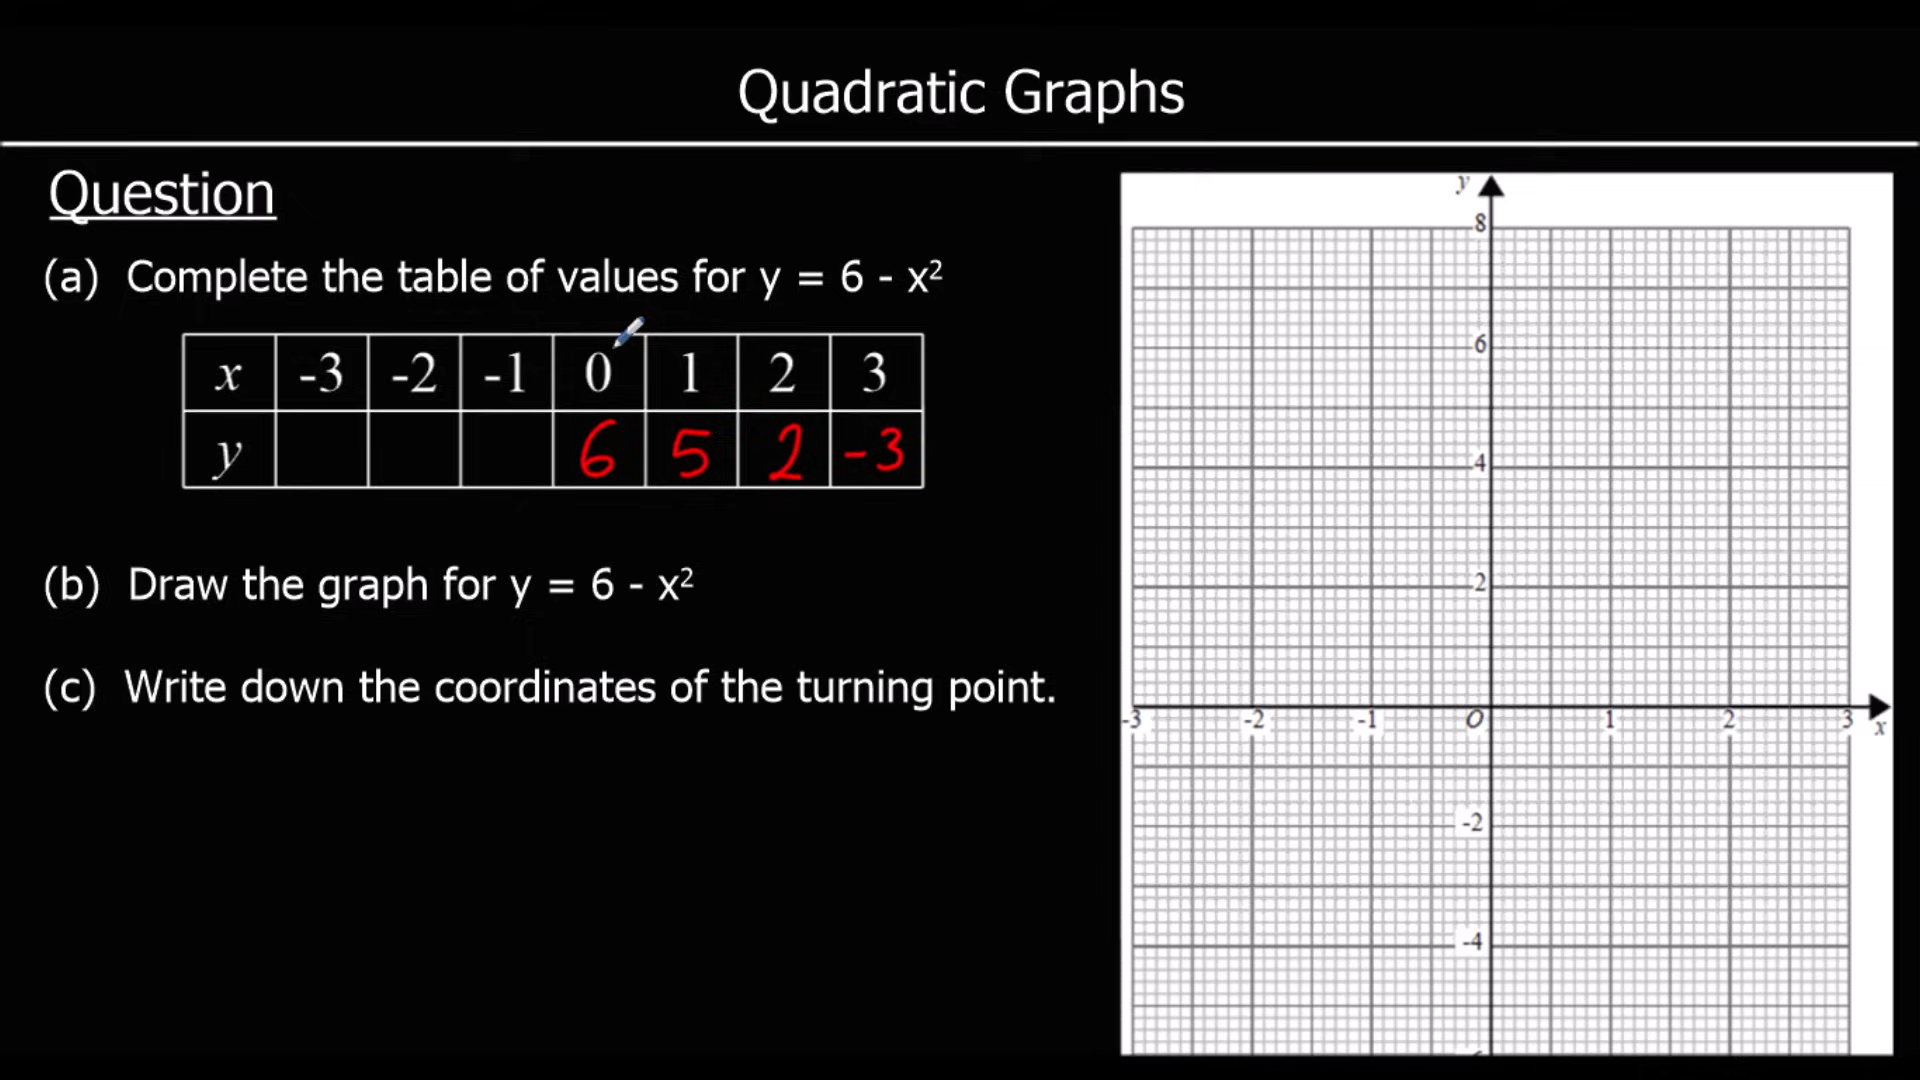 Quadratic Graphs
Question
(a) Complete the table of values for y = 6 - x²
x -3 -2 -1 0 1 2 3
y 6 5 2 -3
(b) Draw the graph for y = 6 - x²
(c) Write down the coordinates of the turning point.
y
8
6
4
2
-3 -2 -1 O 1 2 3 x
-2
-4